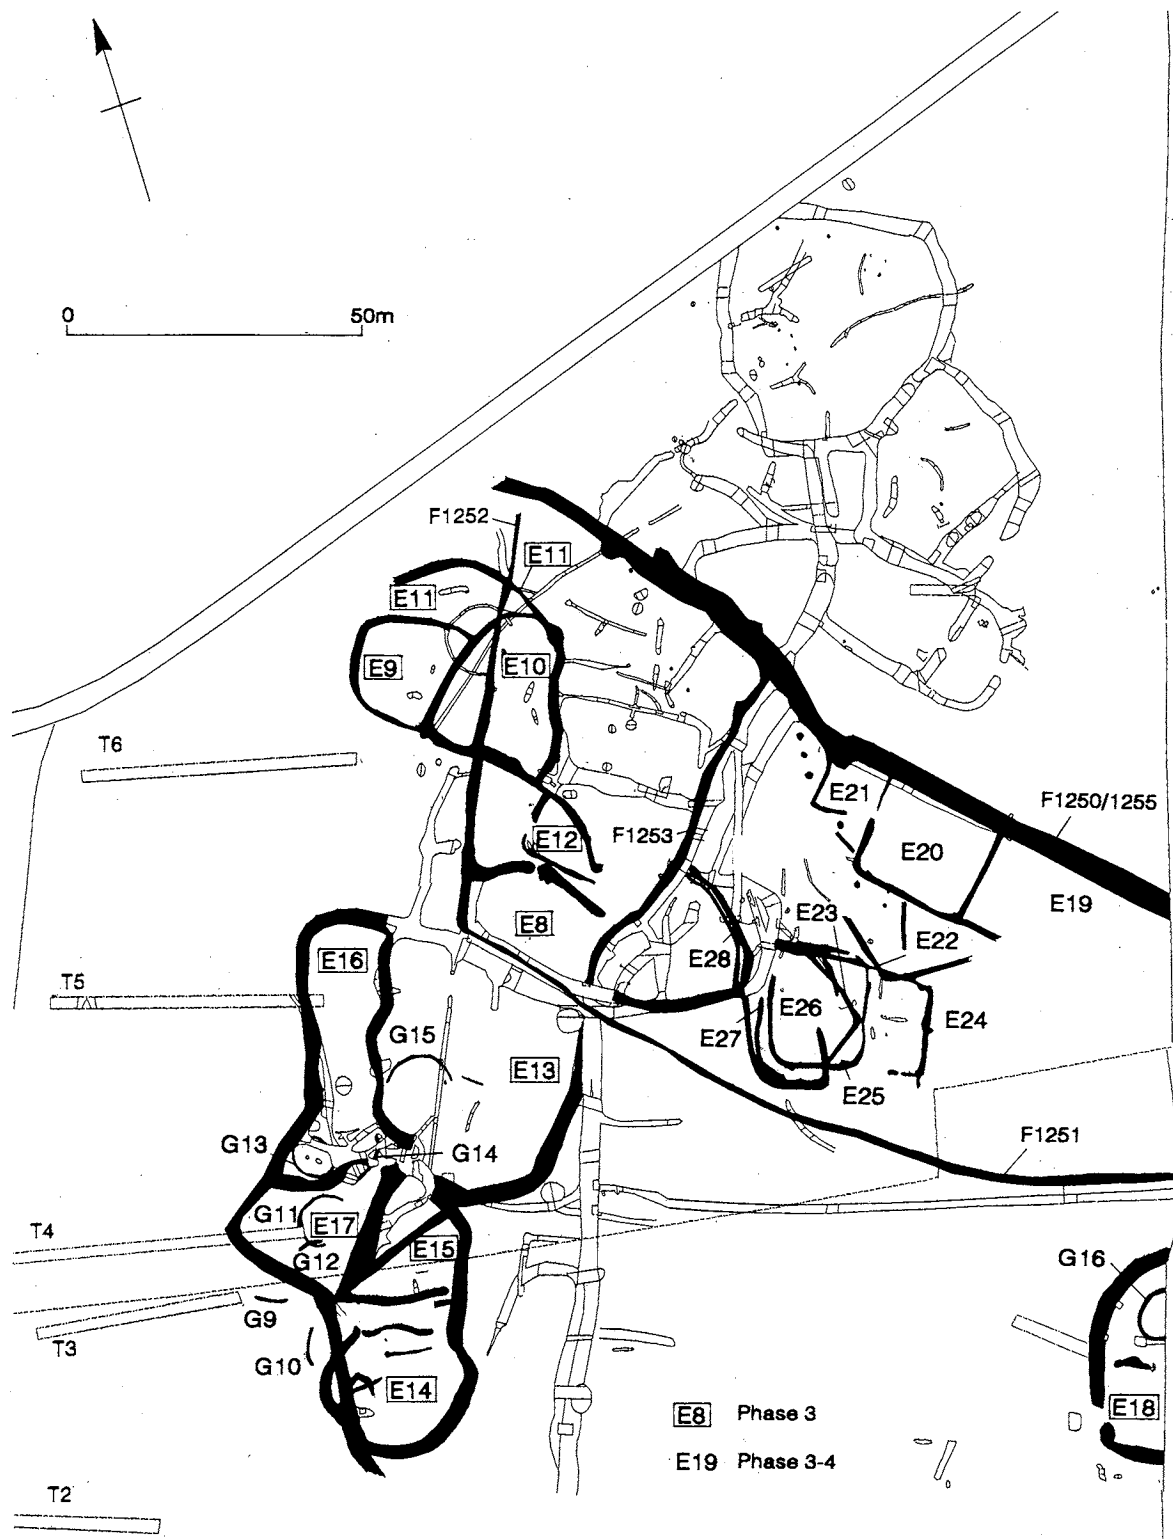 0 50m
F1252
E11
E11
E9
E10
T6
E21
F1250/1255
F1253
E12
E20
E19
E23
E8
E22
E16
E28
T5
E26
E24
G15
E27
E13
E25
F1251
G13
G14
G11
E17
T4
E15
G12
G16
G9
T3
G10
E14
E18
E8 Phase 3
E19 Phase 3-4
T2